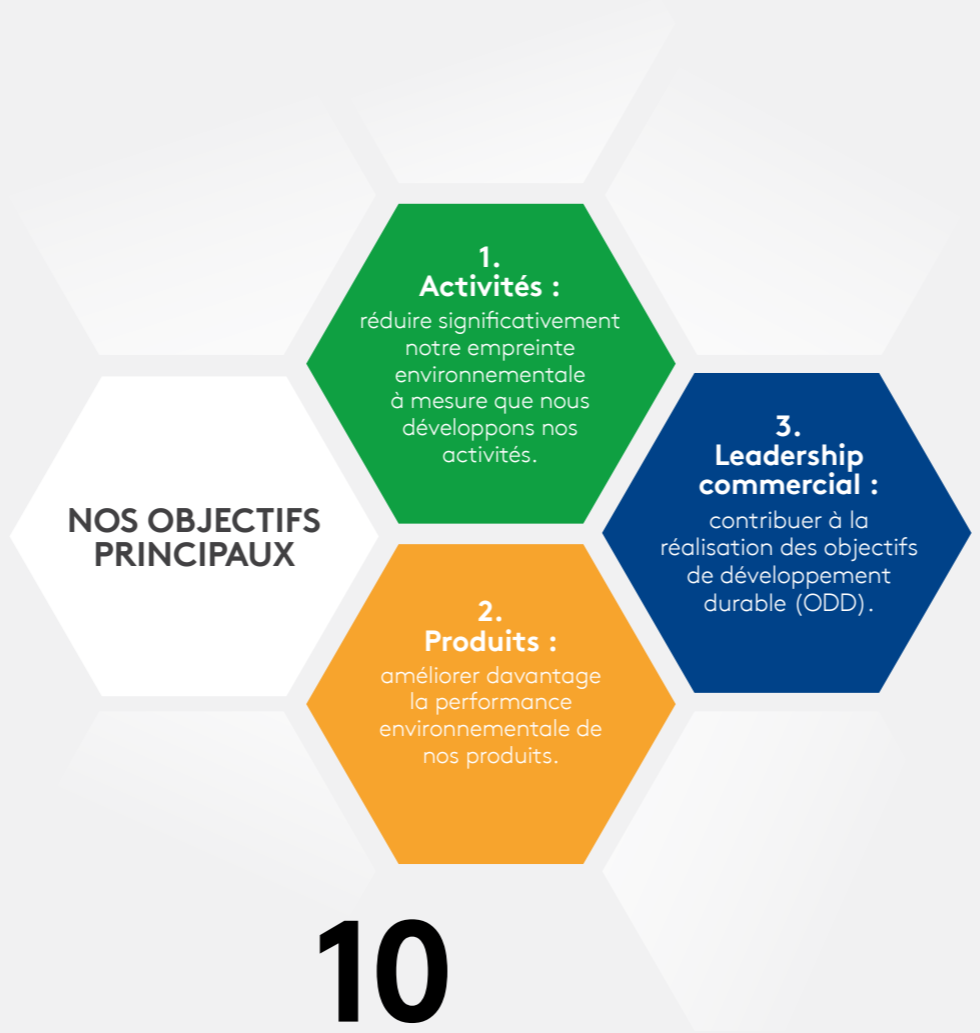 NOS OBJECTIFS
PRINCIPAUX
1.
Activités :
réduire significativement
notre empreinte
environnementale
à mesure que nous
développons nos
activités.
2.
Produits :
améliorer davantage
la performance
environnementale de
nos produits.
3.
Leadership
commercial :
contribuer à la
réalisation des objectifs
de développement
durable (ODD).
10